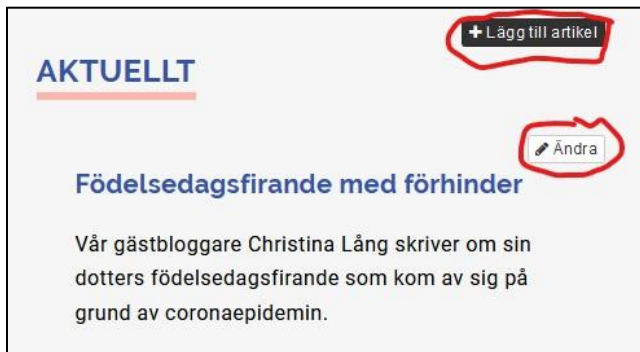 Lägg till artikel
AKTUELLT
Ändra
Födelsedagsfirande med förhinder
Vår gästbloggare Christina Lång skriver om sin
dotters födelsedagsfirande som kom av sig på
grund av coronaepidemin.